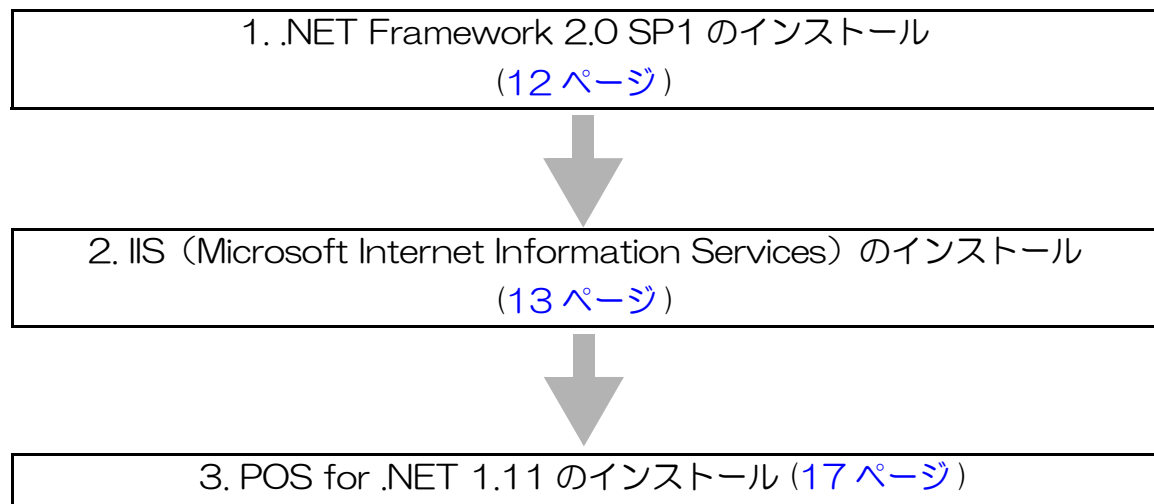 1. .NET Framework 2.0 SP1 のインストール
(12 ページ)
2. IIS（Microsoft Internet Information Services）のインストール
(13 ページ)
3. POS for .NET 1.11 のインストール (17 ページ)